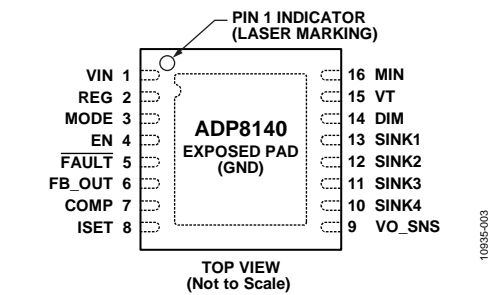 PIN 1 INDICATOR
(LASER MARKING)
VIN 1
REG 2
MODE 3
EN 4
FAULT 5
FB_OUT 6
COMP 7
ISET 8
ADP8140
EXPOSED PAD
(GND)
16 MIN
15 VT
14 DIM
13 SINK1
12 SINK2
11 SINK3
10 SINK4
9 VO_SNS
TOP VIEW
(Not to Scale)
10935-003